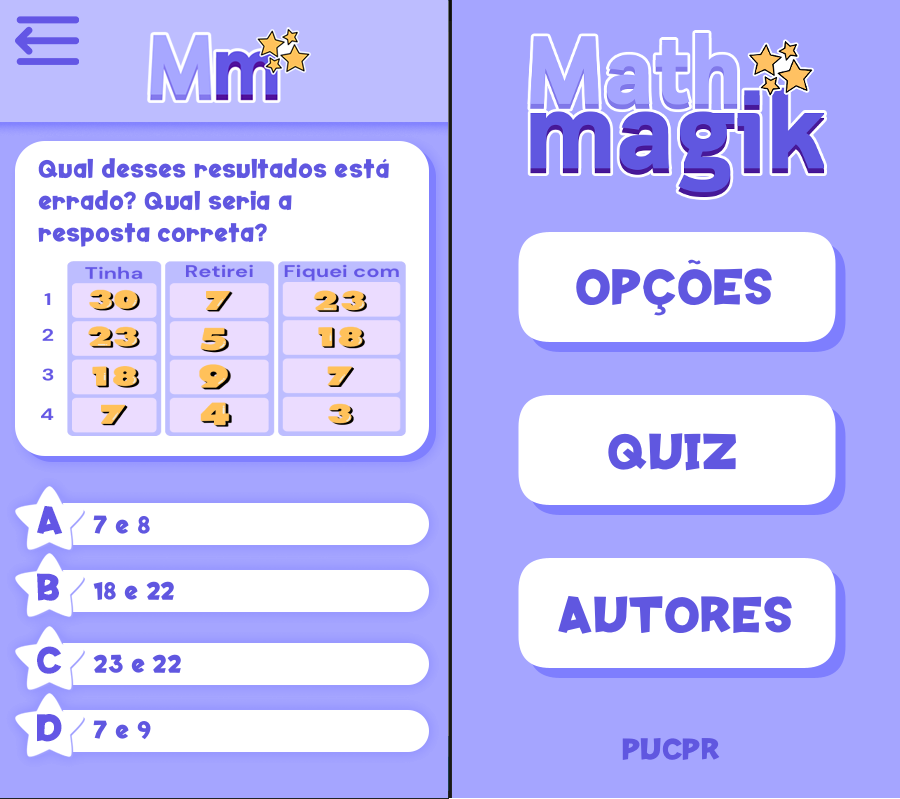 Mm
Qual desses resultados está
errado? Qual seria a
resposta correta?
Tinha Retirei Fiquei com
1 30 7 23
2 23 5 18
3 18 9 7
4 7 4 3
A 7 e 8
B 18 e 22
C 23 e 22
D 7 e 9
Math
magik
OPÇÕES
QUIZ
AUTORES
PUCPR